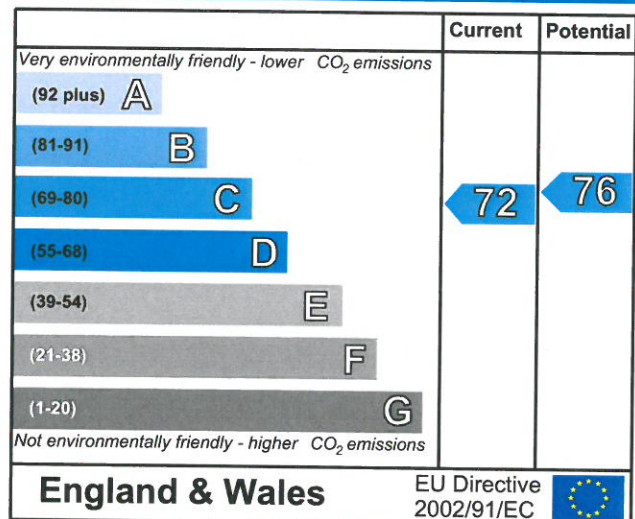 Current Potential
Very environmentally friendly - lower CO₂ emissions
(92 plus) A
(81-91) B
(69-80) C 72 76
(55-68) D
(39-54) E
(21-38) F
(1-20) G
Not environmentally friendly - higher CO₂ emissions
England & Wales
EU Directive
2002/91/EC